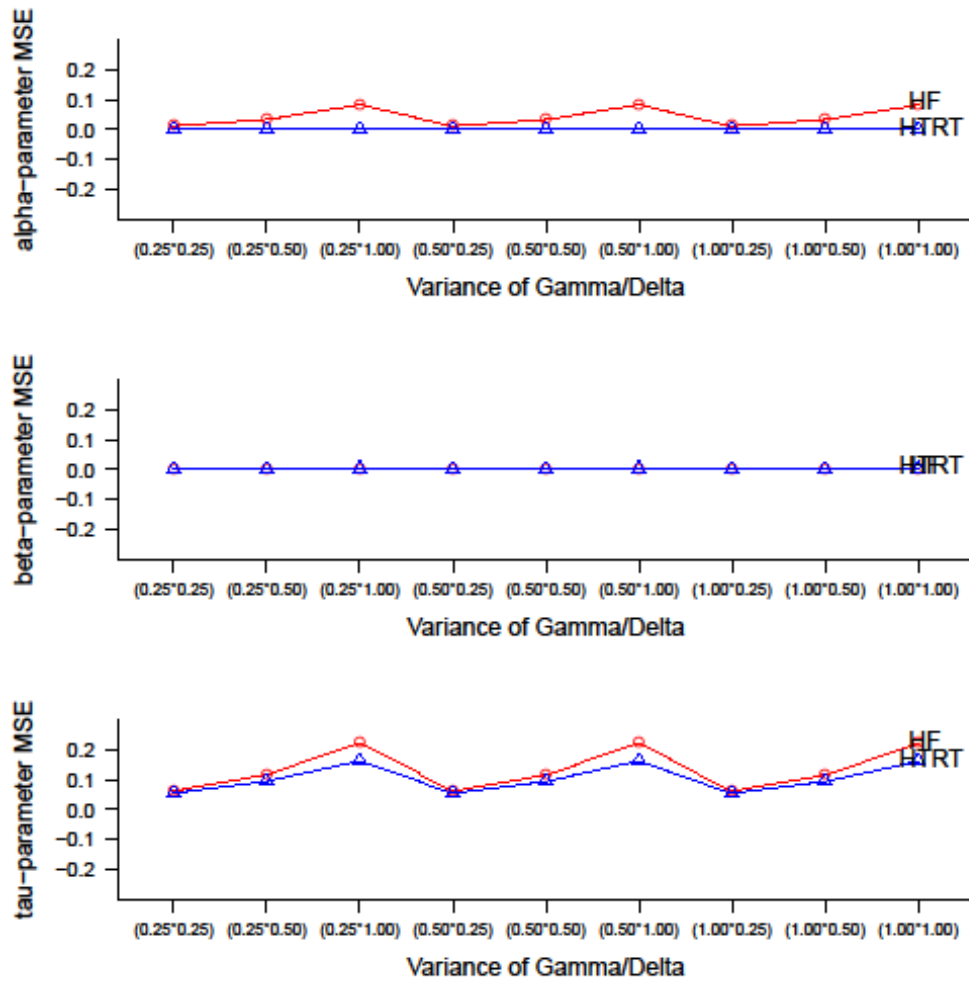 alpha-parameter MSE
0.2
0.1
0.0
-0.1
-0.2
HF
HTRT
(0.25*0.25) (0.25*0.50) (0.25*1.00) (0.50*0.25) (0.50*0.50) (0.50*1.00) (1.00*0.25) (1.00*0.50) (1.00*1.00)
Variance of Gamma/Delta
beta-parameter MSE
0.2
0.1
0.0
-0.1
-0.2
HF
HTRT
(0.25*0.25) (0.25*0.50) (0.25*1.00) (0.50*0.25) (0.50*0.50) (0.50*1.00) (1.00*0.25) (1.00*0.50) (1.00*1.00)
Variance of Gamma/Delta
tau-parameter MSE
0.2
0.1
0.0
-0.1
-0.2
HF
HTRT
(0.25*0.25) (0.25*0.50) (0.25*1.00) (0.50*0.25) (0.50*0.50) (0.50*1.00) (1.00*0.25) (1.00*0.50) (1.00*1.00)
Variance of Gamma/Delta